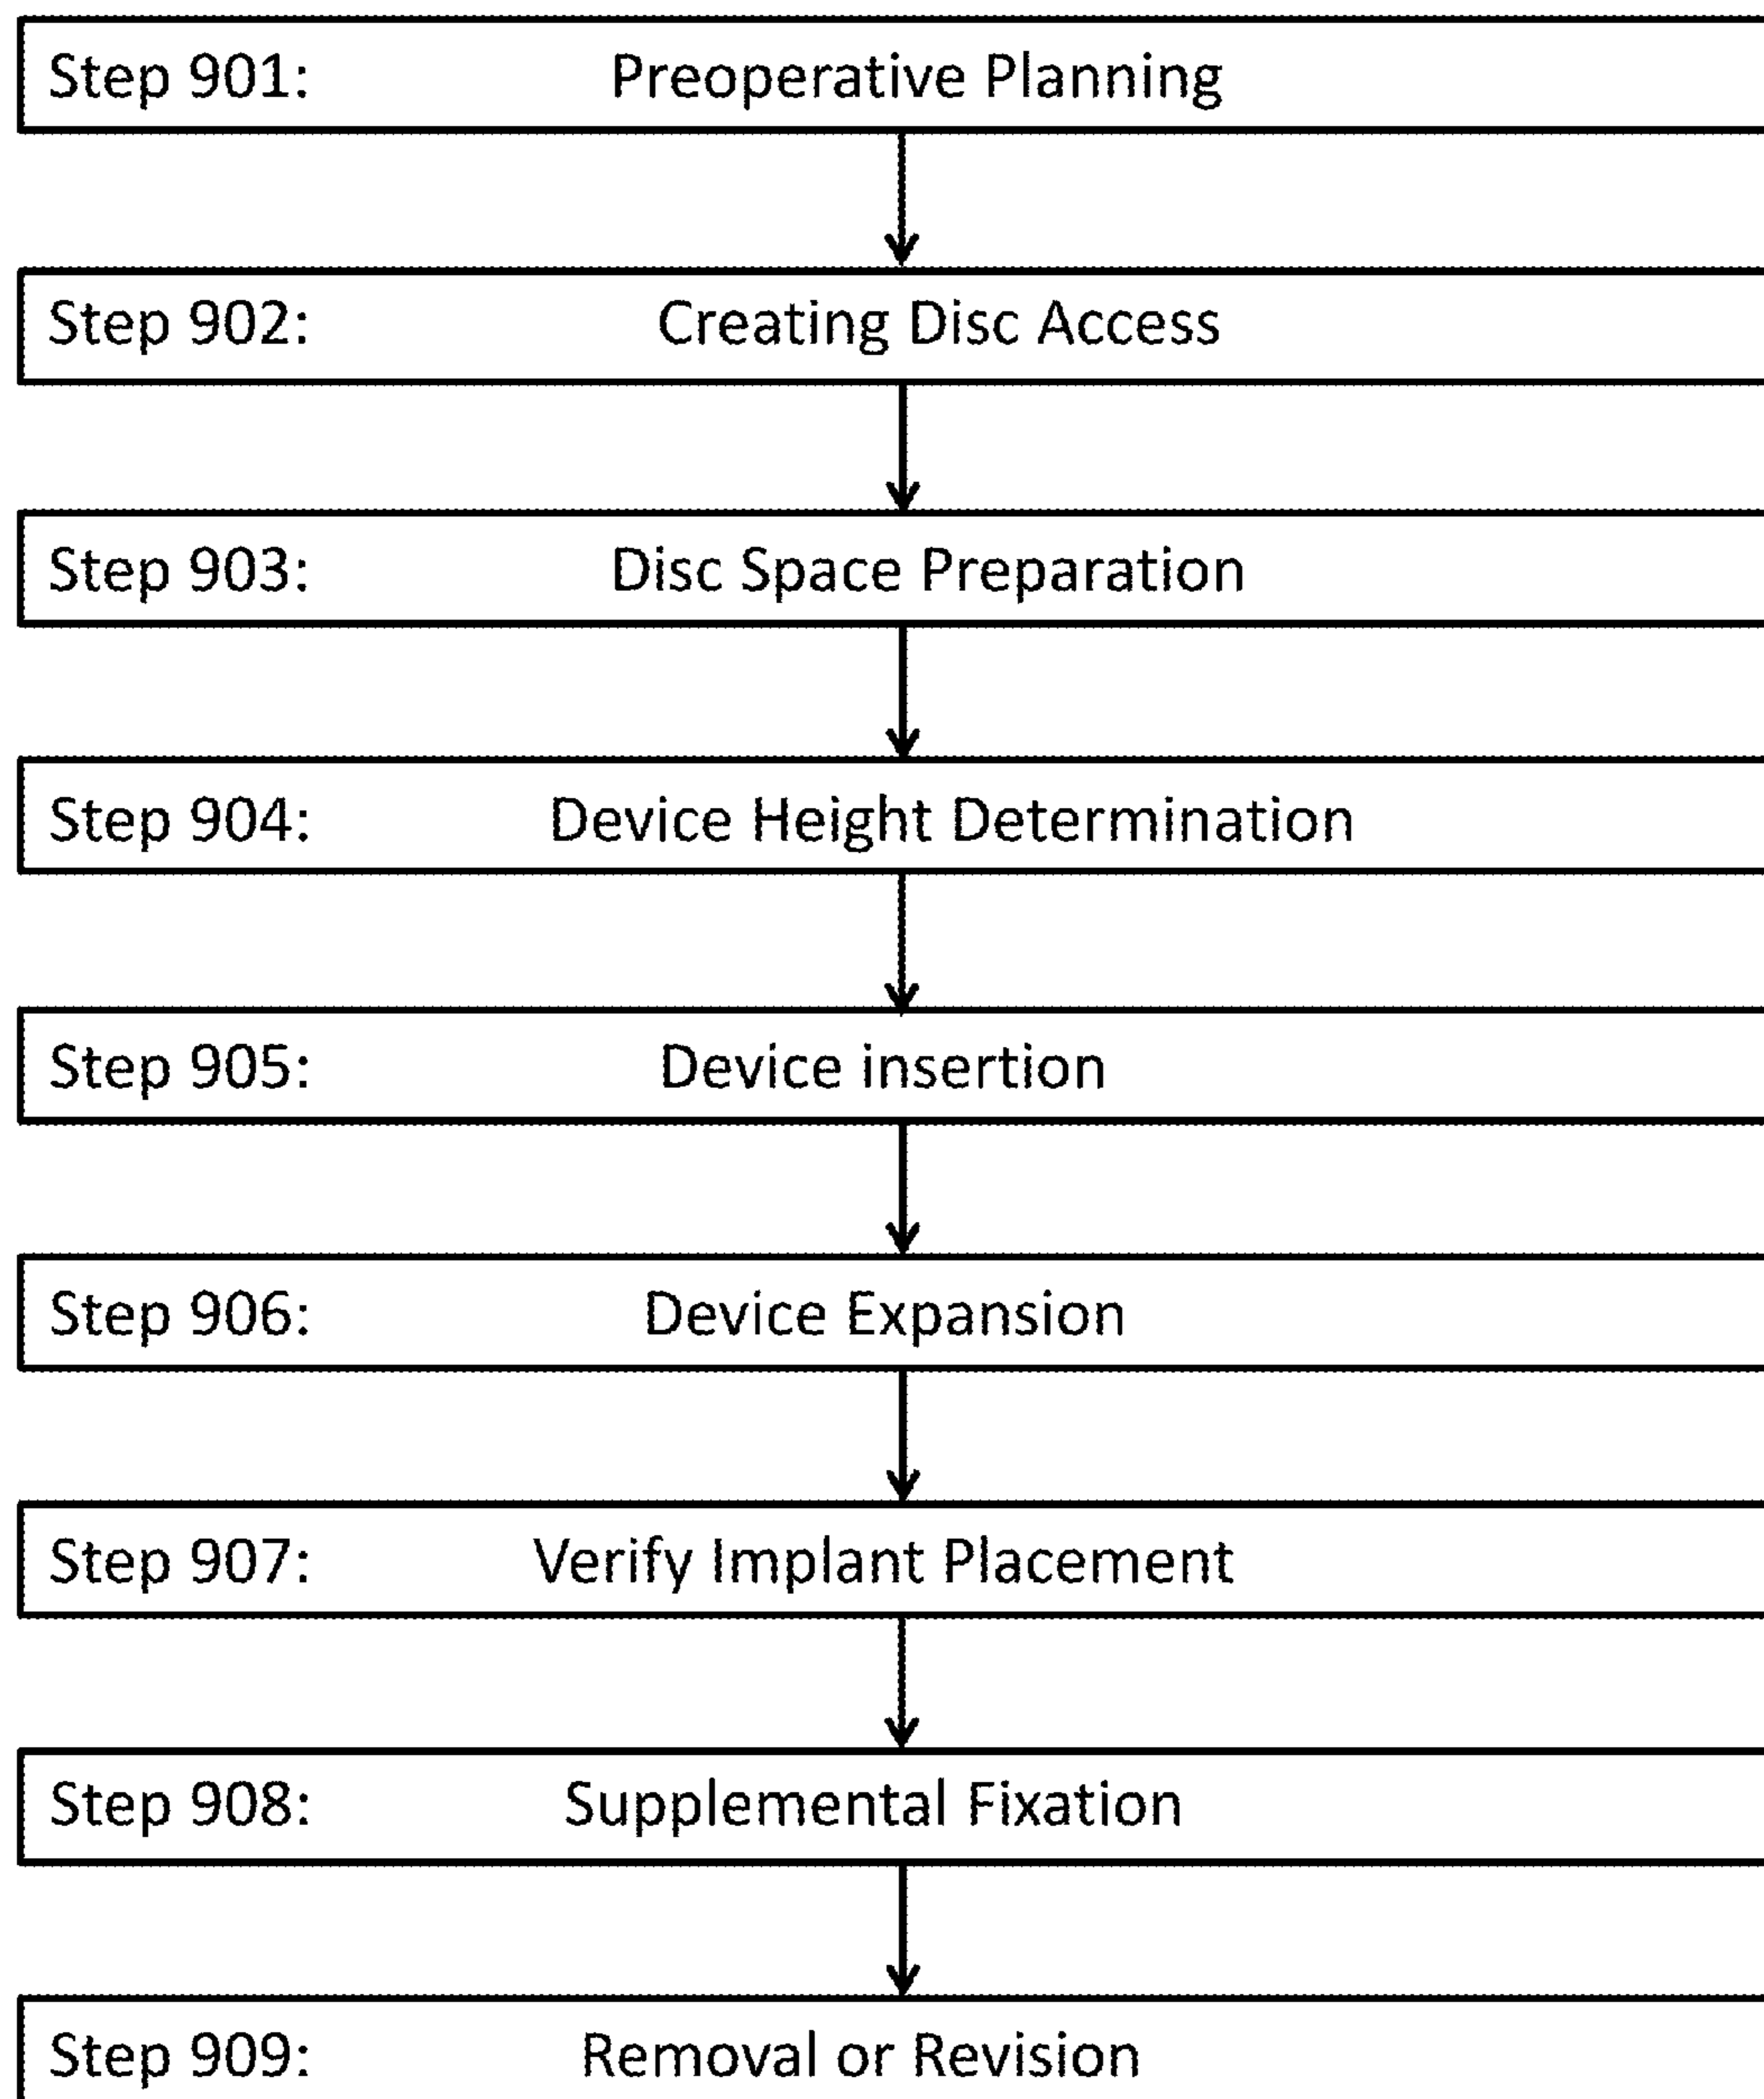 Step 901: Preoperative Planning
Step 902: Creating Disc Access
Step 903: Disc Space Preparation
Step 904: Device Height Determination
Step 905: Device insertion
Step 906: Device Expansion
Step 907: Verify Implant Placement
Step 908: Supplemental Fixation
Step 909: Removal or Revision